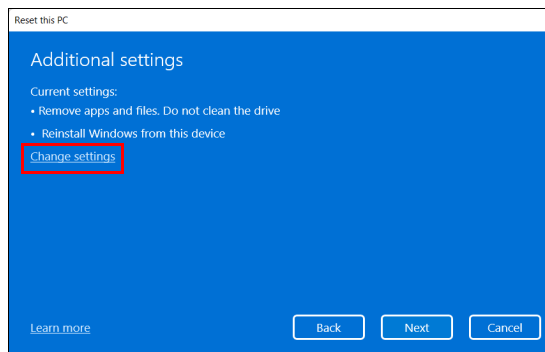 Reset this PC
Additional settings
Current settings:
• Remove apps and files. Do not clean the drive
• Reinstall Windows from this device
Change settings
Learn more
Back
Next
Cancel